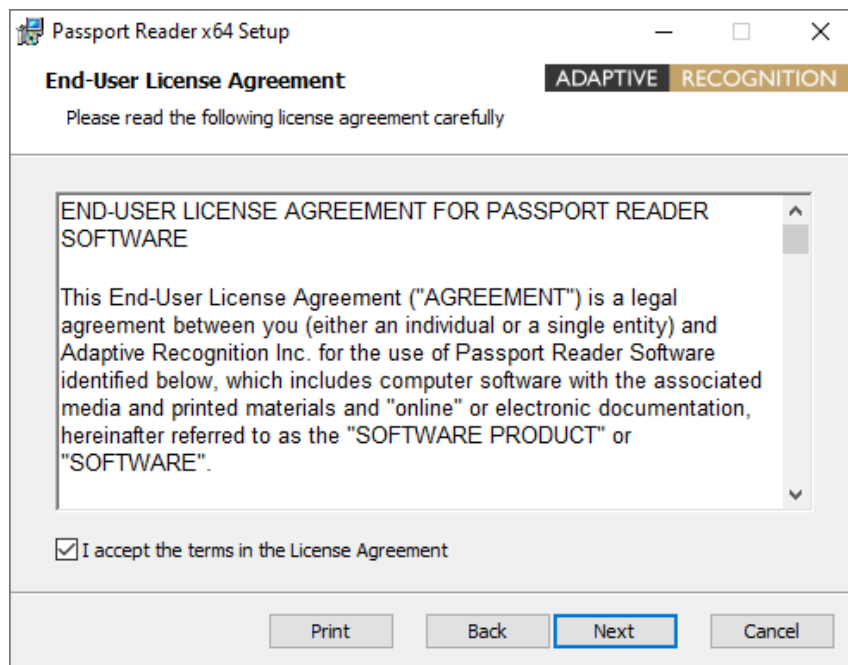 Passport Reader x64 Setup
End-User License Agreement
ADAPTIVE RECOGNITION
Please read the following license agreement carefully
END-USER LICENSE AGREEMENT FOR PASSPORT READER
SOFTWARE
This End-User License Agreement ("AGREEMENT") is a legal
agreement between you (either an individual or a single entity) and
Adaptive Recognition Inc. for the use of Passport Reader Software
identified below, which includes computer software with the associated
media and printed materials and "online" or electronic documentation,
hereinafter referred to as the "SOFTWARE PRODUCT" or
"SOFTWARE".
I accept the terms in the License Agreement
Print Back Next Cancel